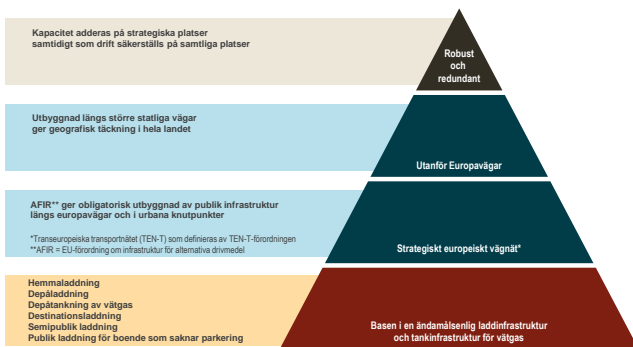 Kapacitet adderas på strategiska platser
samtidigt som drift säkerställs på samtliga platser
Robust
och
redundant
Utbyggnad längs större statliga vägar
ger geografisk täckning i hela landet
Utanför Europavägar
AFIR** ger obligatorisk utbyggnad av publik infrastruktur
längs europavägar och i urbana knutpunkter
*Transeuropeiska transportnätet (TEN-T) som definieras av TEN-T-förordningen
**AFIR = EU-förordning om infrastruktur för alternativa drivmedel
Strategiskt europeiskt vägnät*
Hemmaladdning
Depåladdning
Depåtankning av vätgas
Destinationsladdning
Semipublik laddning
Publik laddning för boende som saknar parkering
Basen i en ändamålsenlig laddinfrastruktur
och tankinfrastruktur för vätgas